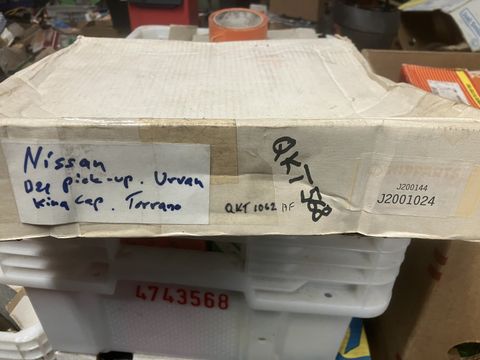 Nissan
D21 pick-up. Urvan
King Cap. Terrano
QKT 1062 AF
QKT 588
J200144
J2001024
4743568